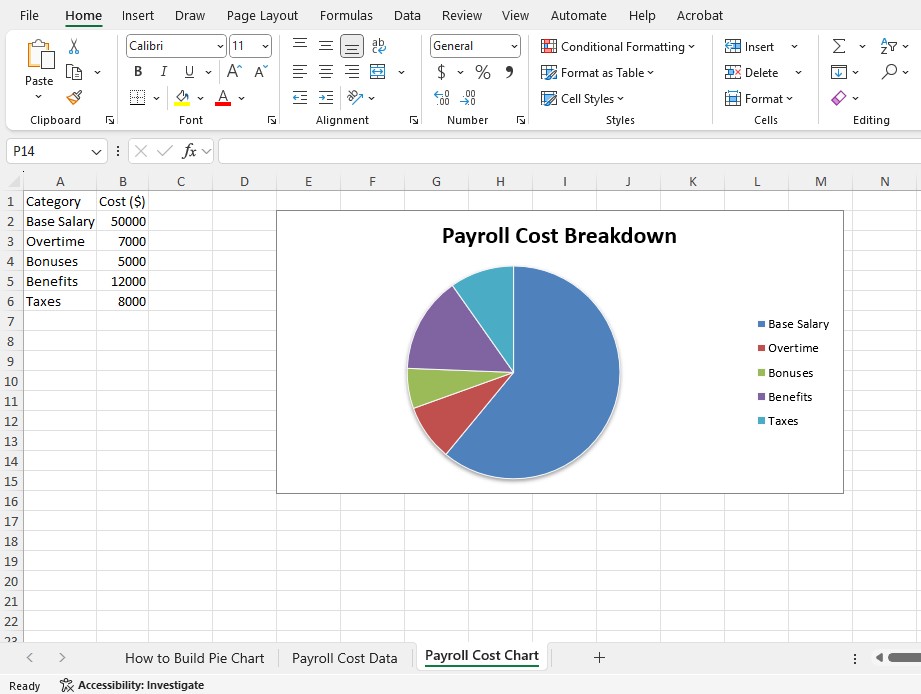 File Home Insert Draw Page Layout Formulas Data Review View Automate Help Acrobat
Paste
Clipboard
Calibri 11
B I U A A
A
Font
ab
Alignment
General
$ % 9
.00 .00
Number
Conditional Formatting
Format as Table
Cell Styles
Styles
Insert
Delete
Format
Cells
Editing
P14 fx
A B C D E F G H I J K L M N
1 Category Cost ($)
2 Base Salary 50000
3 Overtime 7000
4 Bonuses 5000
5 Benefits 12000
6 Taxes 8000
7
8
9
10
11
12
13
14
15
16
17
18
19
20
21
22
23
Payroll Cost Breakdown
Base Salary
Overtime
Bonuses
Benefits
Taxes
How to Build Pie Chart Payroll Cost Data Payroll Cost Chart
Ready Accessibility: Investigate